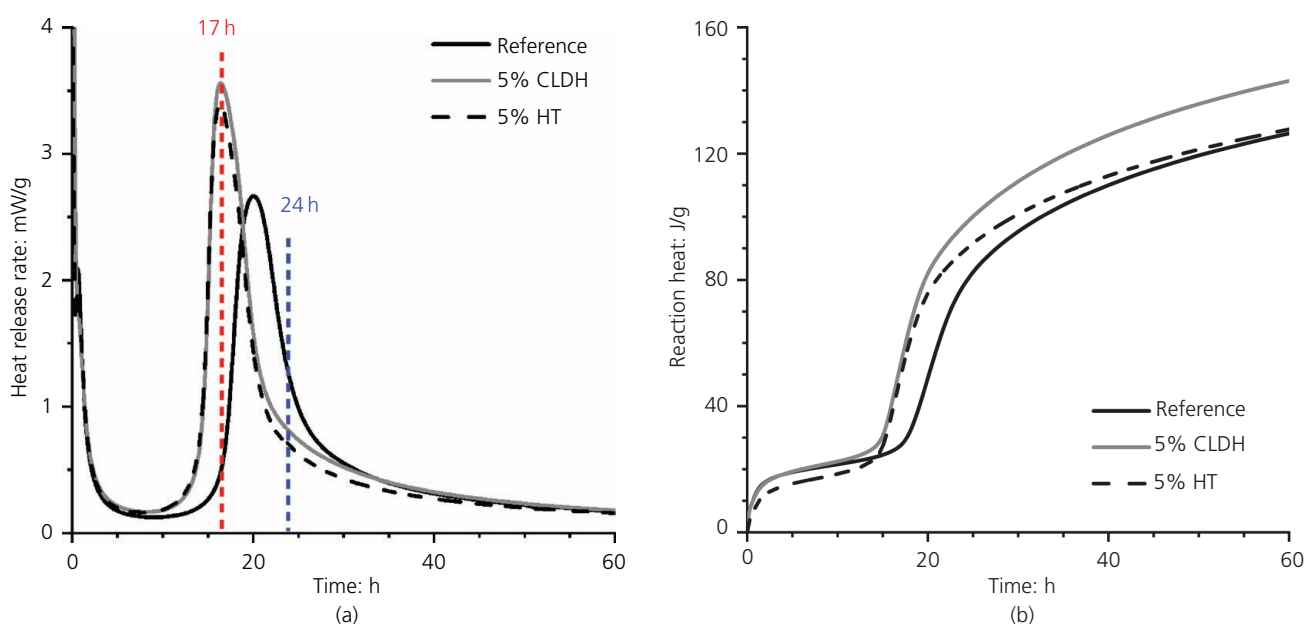 17 h
24 h
Reference
5% CLDH
5% HT
4
3
2
1
0
Heat release rate: mW/g
0
20
40
60
Time: h
(a)
160
120
80
40
0
Reaction heat: J/g
Reference
5% CLDH
5% HT
0
20
40
60
Time: h
(b)